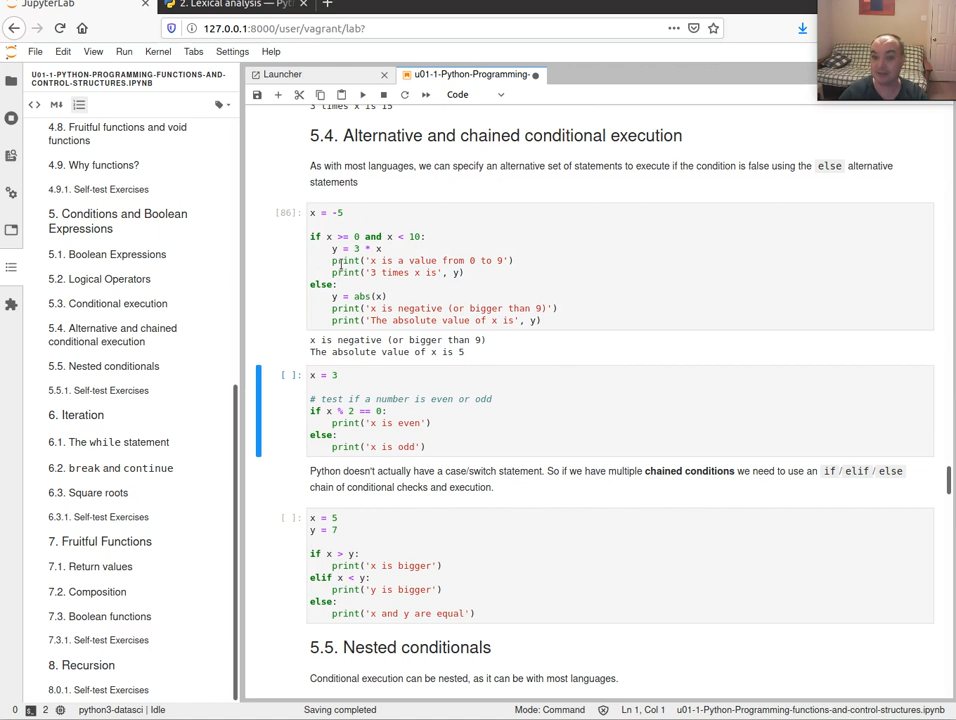 JupyterLab
2. Lexical analysis — Pyt
127.0.0.1:8000/user/vagrant/lab?
File Edit View Run Kernel Tabs Settings Help
U01-1-PYTHON-PROGRAMMING-FUNCTIONS-AND-
CONTROL-STRUCTURES.IPYNB
4.8. Fruitful functions and void
functions
4.9. Why functions?
4.9.1. Self-test Exercises
5. Conditions and Boolean
Expressions
5.1. Boolean Expressions
5.2. Logical Operators
5.3. Conditional execution
5.4. Alternative and chained
conditional execution
5.5. Nested conditionals
5.5.1. Self-test Exercises
6. Iteration
6.1. The while statement
6.2. break and continue
6.3. Square roots
6.3.1. Self-test Exercises
7. Fruitful Functions
7.1. Return values
7.2. Composition
7.3. Boolean functions
7.3.1. Self-test Exercises
8. Recursion
8.0.1. Self-test Exercises
Launcher
u01-1-Python-Programming-
Code
3 times x is 15
5.4. Alternative and chained conditional execution
As with most languages, we can specify an alternative set of statements to execute if the condition is false using the else alternative
statements
[86]: x = -5
if x >= 0 and x < 10:
y = 3 * x
print('x is a value from 0 to 9')
print('3 times x is', y)
else:
y = abs(x)
print('x is negative (or bigger than 9)')
print('The absolute value of x is', y)
x is negative (or bigger than 9)
The absolute value of x is 5
[ ]: x = 3
# test if a number is even or odd
if x % 2 == 0:
print('x is even')
else:
print('x is odd')
Python doesn't actually have a case/switch statement. So if we have multiple chained conditions we need to use an if / elif / else
chain of conditional checks and execution.
[ ]: x = 5
y = 7
if x > y:
print('x is bigger')
elif x < y:
print('y is bigger')
else:
print('x and y are equal')
5.5. Nested conditionals
Conditional execution can be nested, as it can be with most languages.
0 2 python3-datasci | Idle Saving completed Mode: Command Ln 1, Col 1 u01-1-Python-Programming-Functions-and-control-structures.ipynb